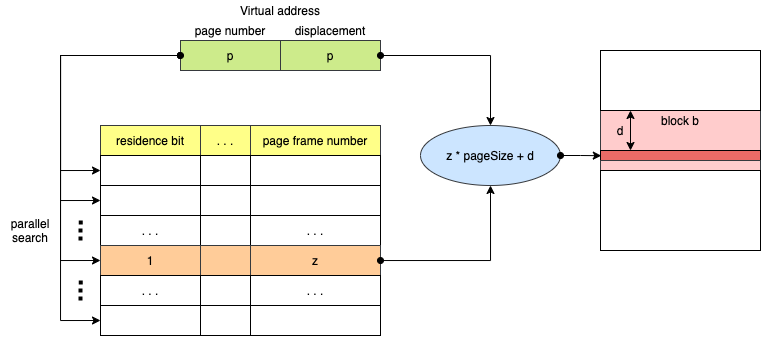 Virtual address
page number displacement
p p
residence bit . . . page frame number
block b
d
z * pageSize + d
parallel
search
. . . . . .
1 z
. . . . . .